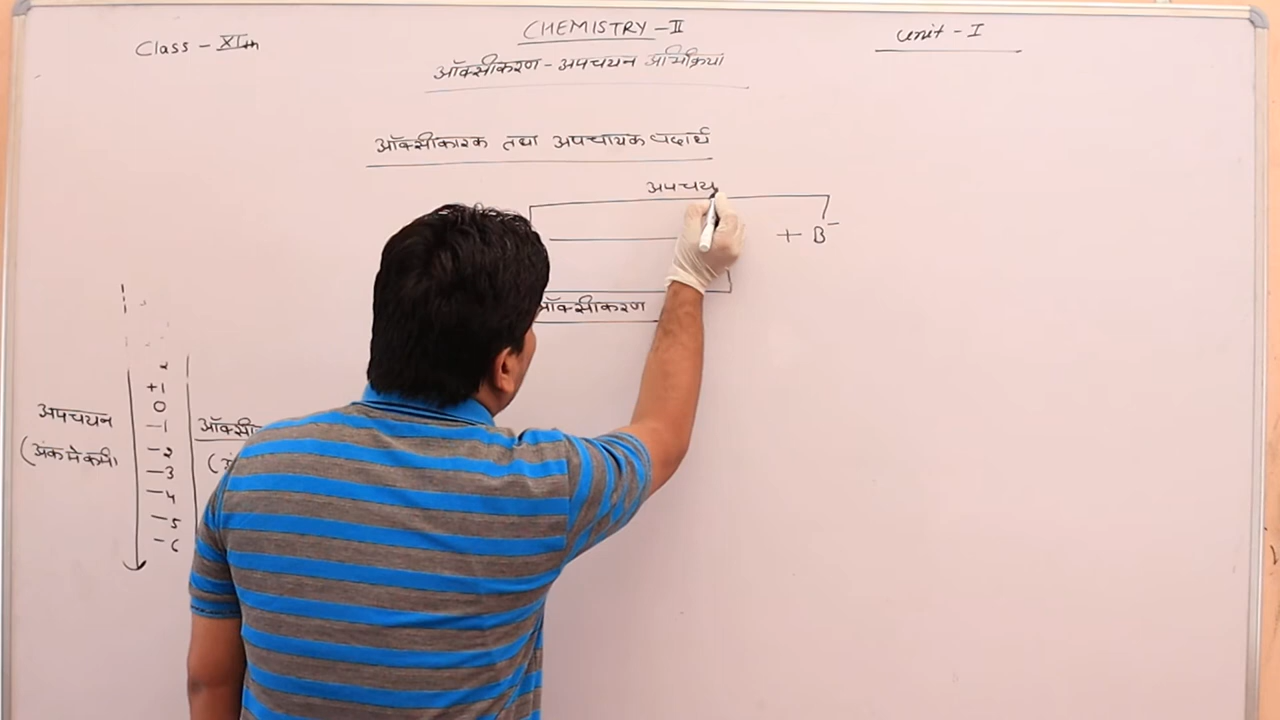 Class - XIth
CHEMISTRY - II
Unit - I
ऑक्सीकरण - अपचयन अभिक्रिया
ऑक्सीकारक तथा अपचायक पदार्थ
अपचय
+ B⁻
ऑक्सीकरण
+1
0
-1
-2
-3
-4
-5
-6
अपचयन
(अंक मे कमी)
ऑक्सी